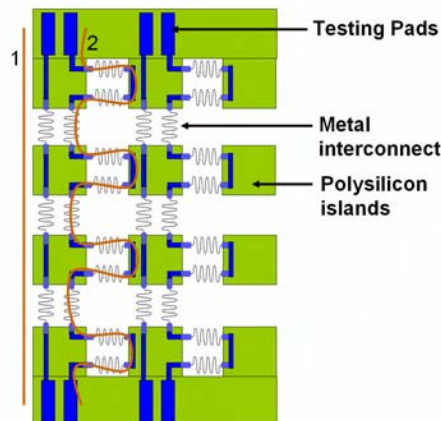 1
2
Testing Pads
Metal
interconnect
Polysilicon
islands